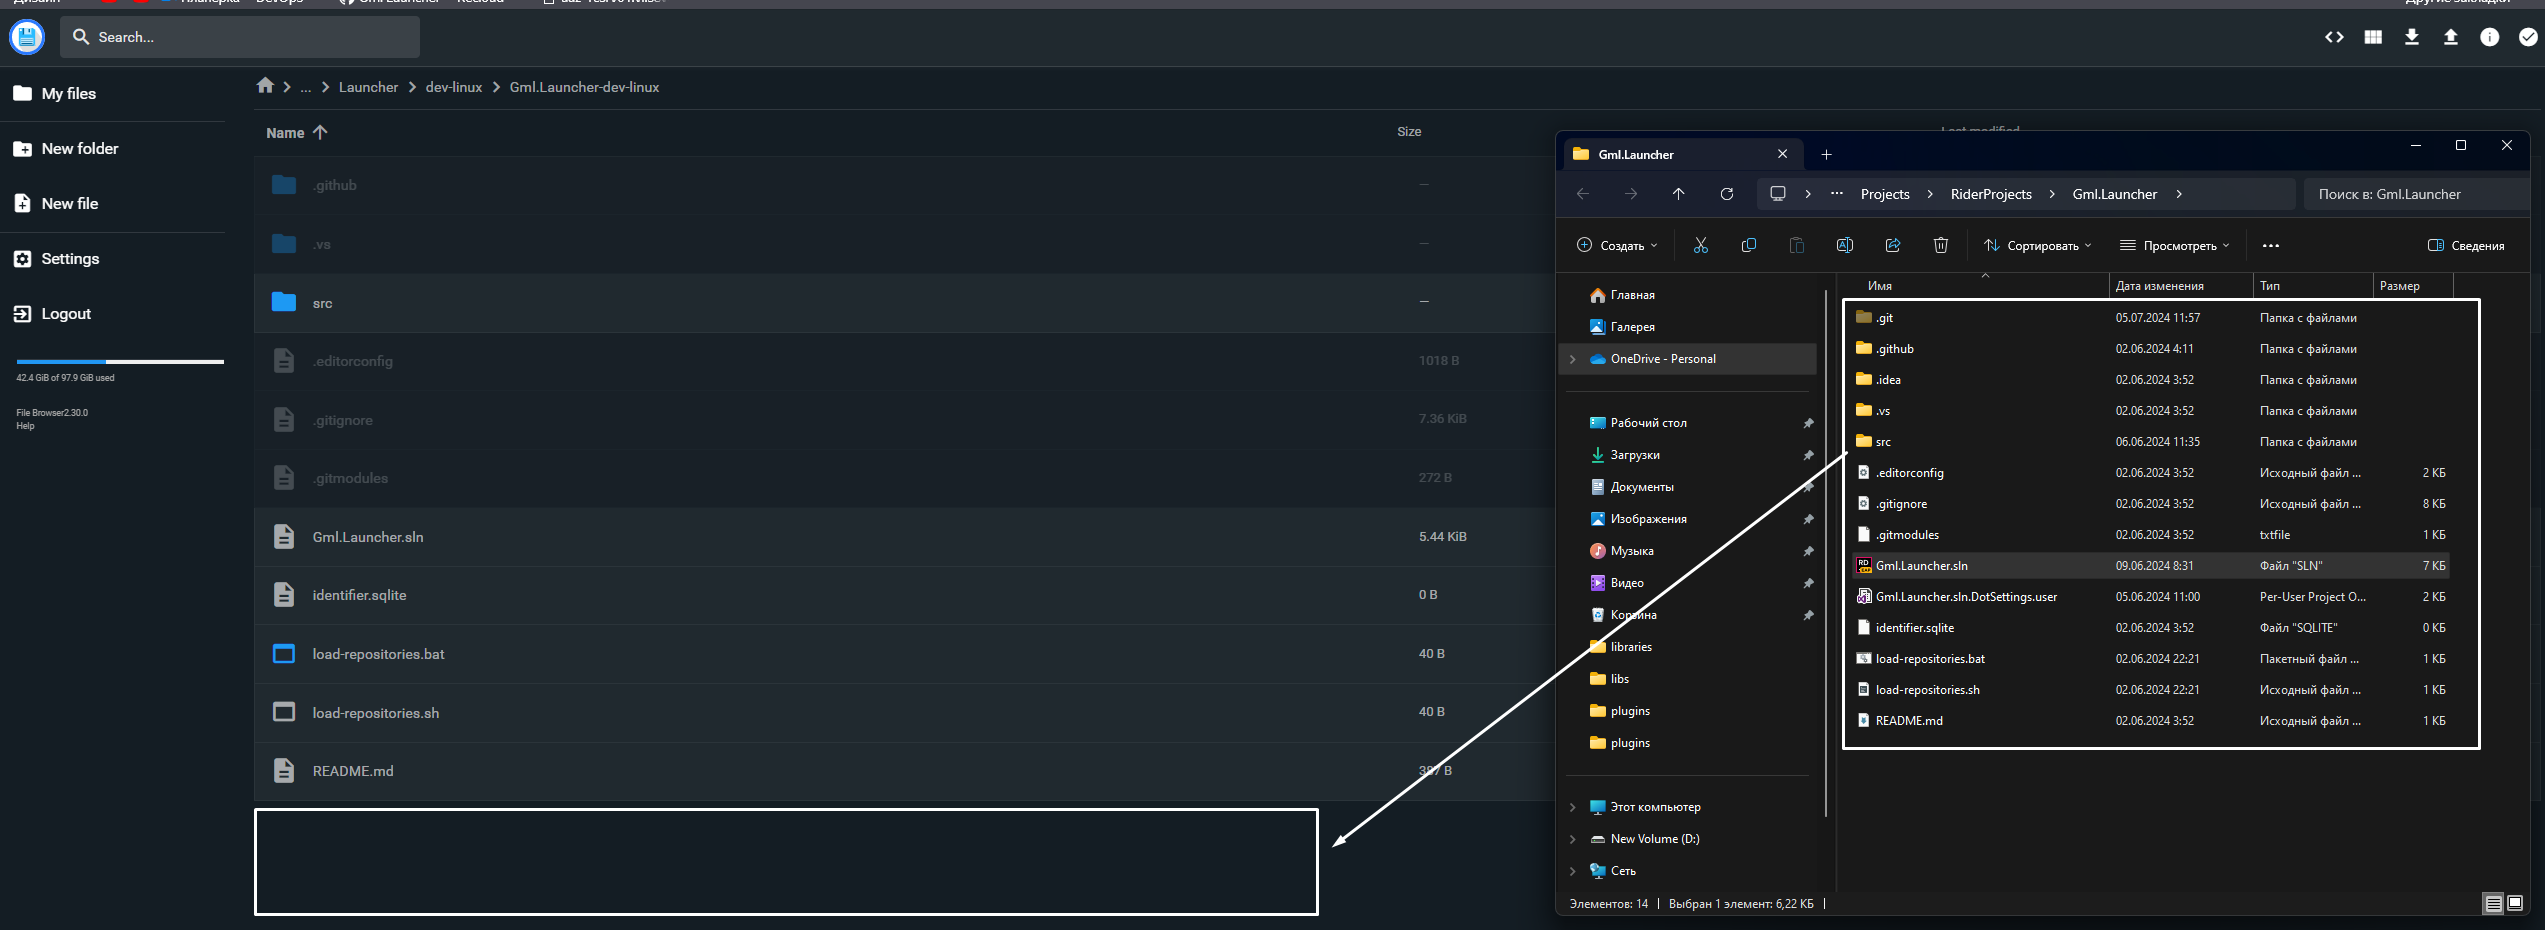 Search...
My files
New folder
New file
Settings
Logout
42.4 GiB of 97.9 GiB used
File Browser2.30.0
Help
... Launcher dev-linux Gml.Launcher-dev-linux
Name Size Last modified
.github —
.vs —
src —
.editorconfig 1018 B
.gitignore 7.36 KiB
.gitmodules 272 B
Gml.Launcher.sln 5.44 KiB
identifier.sqlite 0 B
load-repositories.bat 40 B
load-repositories.sh 40 B
README.md 387 B
Gml.Launcher
... Projects RiderProjects Gml.Launcher Поиск в: Gml.Launcher
Создать Сортировать Просмотреть ... Сведения
Главная
Галерея
OneDrive - Personal
Рабочий стол
Загрузки
Документы
Изображения
Музыка
Видео
Корзина
libraries
libs
plugins
plugins
Этот компьютер
New Volume (D:)
Сеть
Имя Дата изменения Тип Размер
.git 05.07.2024 11:57 Папка с файлами
.github 02.06.2024 4:11 Папка с файлами
.idea 02.06.2024 3:52 Папка с файлами
.vs 02.06.2024 3:52 Папка с файлами
src 06.06.2024 11:35 Папка с файлами
.editorconfig 02.06.2024 3:52 Исходный файл ... 2 КБ
.gitignore 02.06.2024 3:52 Исходный файл ... 8 КБ
.gitmodules 02.06.2024 3:52 txtfile 1 КБ
Gml.Launcher.sln 09.06.2024 8:31 Файл "SLN" 7 КБ
Gml.Launcher.sln.DotSettings.user 05.06.2024 11:00 Per-User Project O... 2 КБ
identifier.sqlite 02.06.2024 3:52 Файл "SQLITE" 0 КБ
load-repositories.bat 02.06.2024 22:21 Пакетный файл ... 1 КБ
load-repositories.sh 02.06.2024 22:21 Исходный файл ... 1 КБ
README.md 02.06.2024 3:52 Исходный файл ... 1 КБ
Элементов: 14 Выбран 1 элемент: 6,22 КБ